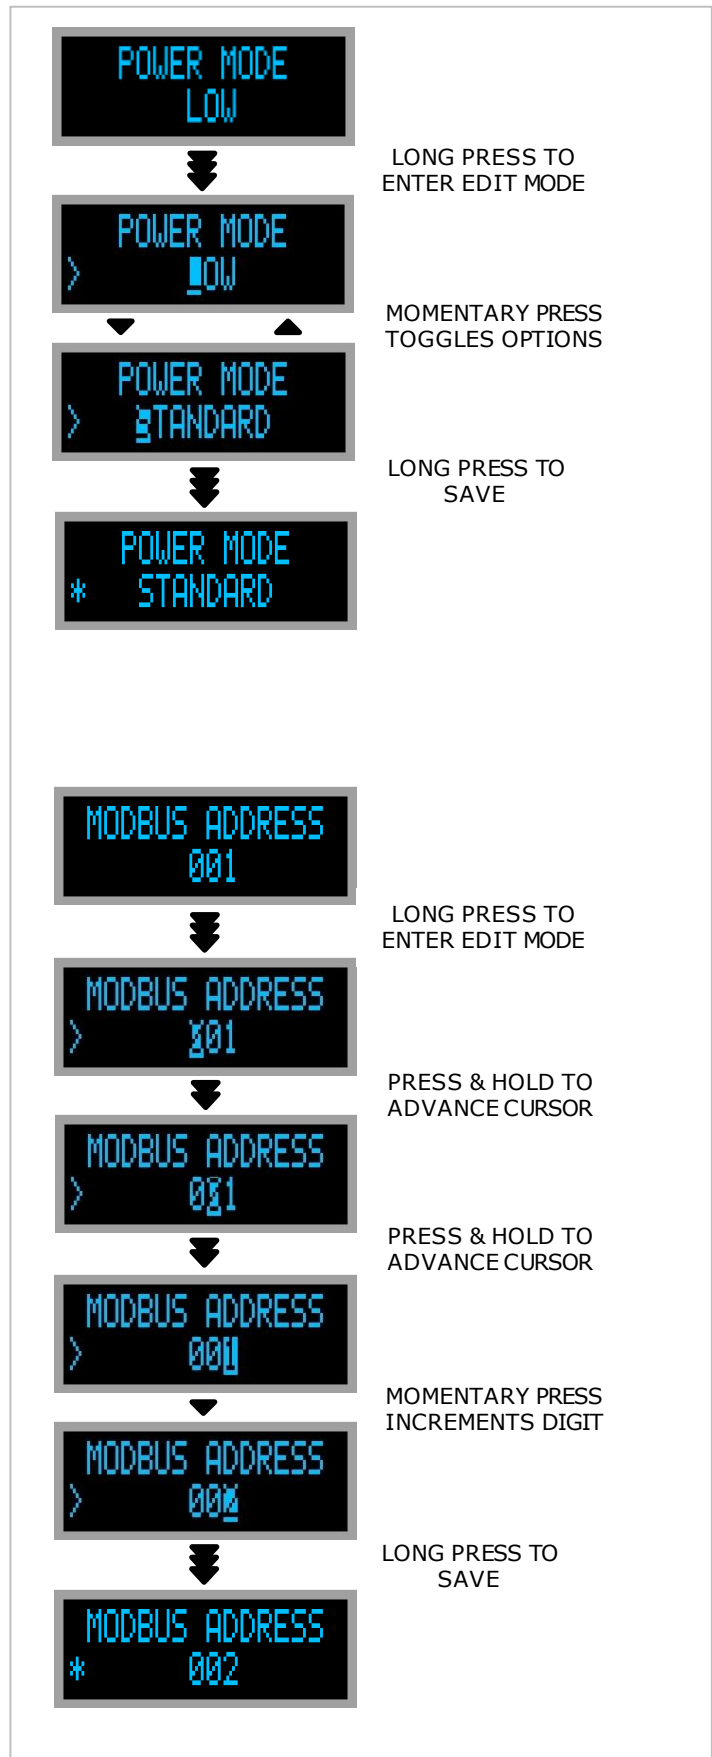 POWER MODE
LOW
LONG PRESS TO
ENTER EDIT MODE
POWER MODE
> LOW
MOMENTARY PRESS
TOGGLES OPTIONS
POWER MODE
> STANDARD
LONG PRESS TO
SAVE
POWER MODE
* STANDARD
MODBUS ADDRESS
001
LONG PRESS TO
ENTER EDIT MODE
MODBUS ADDRESS
> 001
PRESS & HOLD TO
ADVANCE CURSOR
MODBUS ADDRESS
> 001
PRESS & HOLD TO
ADVANCE CURSOR
MODBUS ADDRESS
> 001
MOMENTARY PRESS
INCREMENTS DIGIT
MODBUS ADDRESS
> 002
LONG PRESS TO
SAVE
MODBUS ADDRESS
* 002